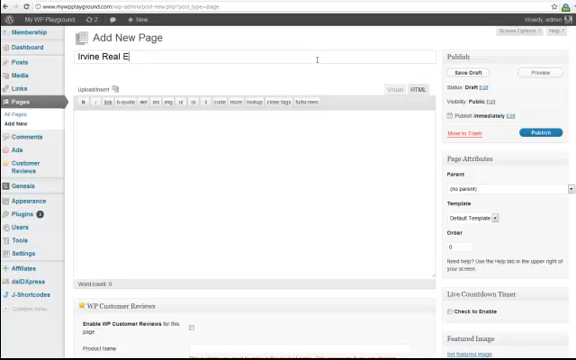 www.mywpplayground.com/wp-admin/post-new.php?post_type=page
My WP Playground 2 + New Howdy, admin
Screen Options Help
Membership
Dashboard
Posts
Media
Links
Pages
All Pages
Add New
Comments
Ads
Customer Reviews
Genesis
Appearance
Plugins
Users
Tools
Settings
Affiliates
dsIDXpress
J-Shortcodes
Collapse menu
Add New Page
Irvine Real E
Upload/Insert Visual HTML
b i link b-quote del ins img ul ol li code more lookup close tags fullscreen
Word count: 0
WP Customer Reviews
Enable WP Customer Reviews for this page
Product Name
Publish
Save Draft Preview
Status: Draft Edit
Visibility: Public Edit
Publish immediately Edit
Move to Trash Publish
Page Attributes
Parent
(no parent)
Template
Default Template
Order
0
Need help? Use the Help tab in the upper right of
your screen.
Live Countdown Timer
Check to Enable
Featured Image
Set featured image